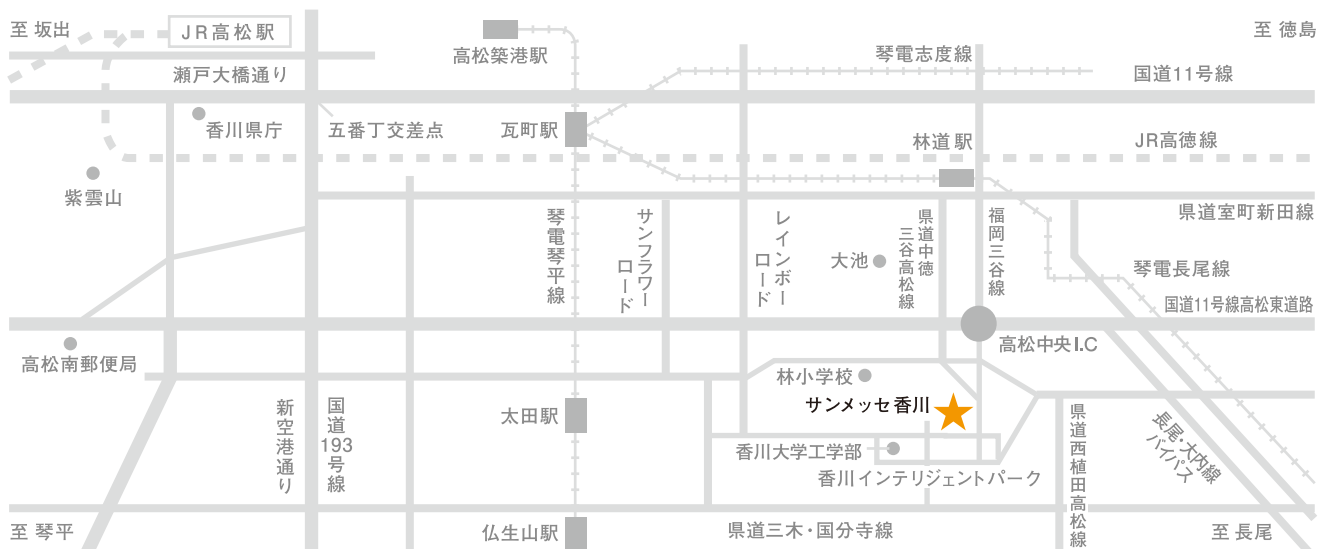 至 坂出
JR高松駅
至 徳島
高松築港駅
琴電志度線
瀬戸大橋通り
国道11号線
香川県庁
五番丁交差点
瓦町駅
林道駅
JR高徳線
紫雲山
県道室町新田線
琴電琴平線
サンフラワー
ロード
レインボー
ロード
大池
県道中徳
三谷高松線
福岡三谷線
琴電長尾線
国道11号線高松東道路
高松中央I.C
高松南郵便局
林小学校
サンメッセ香川
新空港通り
国道193号線
太田駅
香川大学工学部
香川インテリジェントパーク
県道西植田高松線
長尾・大内線
バイパス
至 琴平
仏生山駅
県道三木・国分寺線
至 長尾